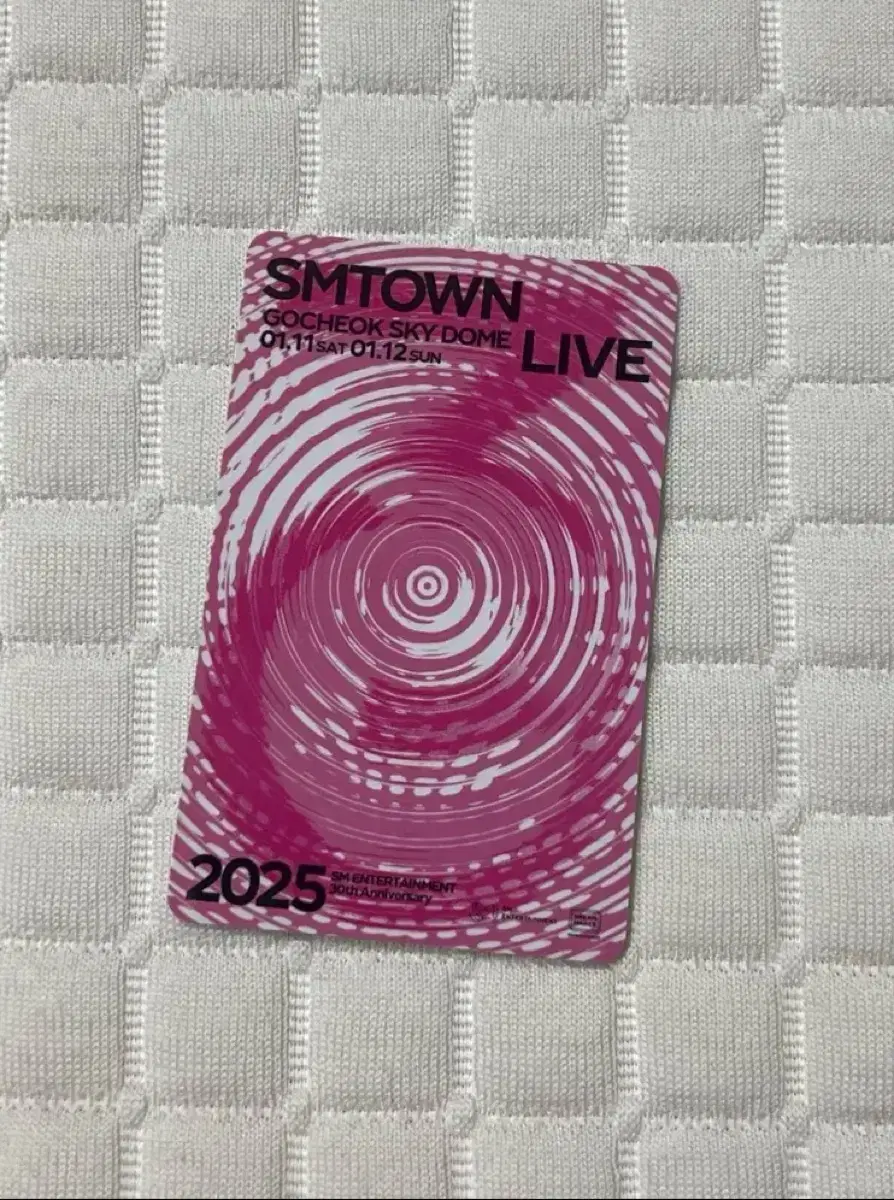 SMTOWN
GOCHEOK SKY DOME
LIVE
01.11 SAT 01.12 SUN
2025
SM ENTERTAINMENT
30th Anniversary